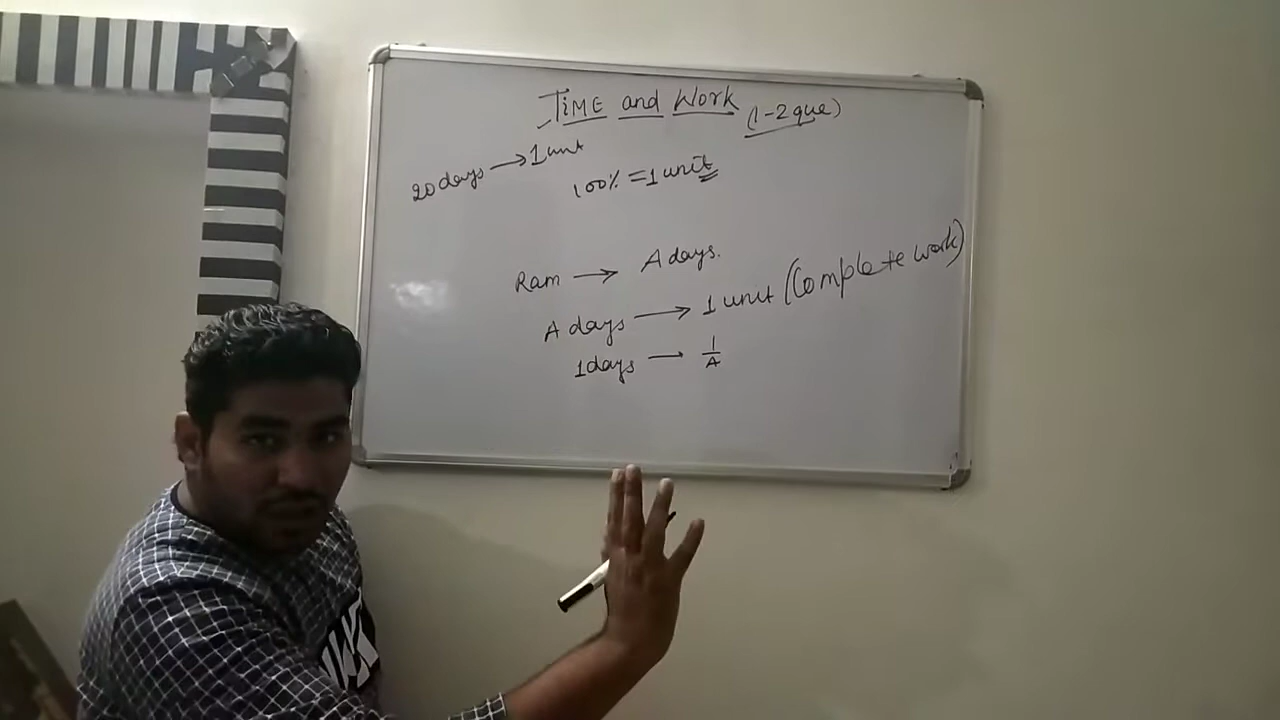 TIME and Work (1-2 que)
20 days → 1 unit
100% = 1 unit
Ram → A days.
A days → 1 unit (Complete work)
1 days → 1/A